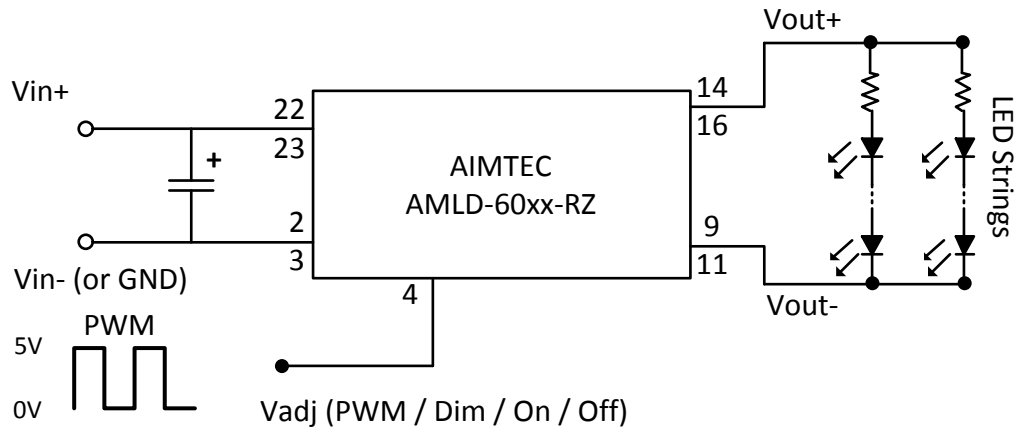 Vout+
Vin+
22
23
+
14
16
AIMTEC
AMLD-60xx-RZ
LED Strings
2
3
9
11
Vin- (or GND)
4
Vout-
PWM
5V
0V
Vadj (PWM / Dim / On / Off)